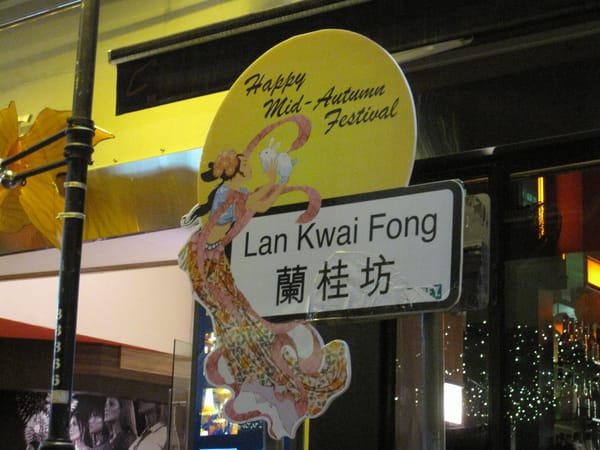 Happy
Mid-Autumn
Festival
Lan Kwai Fong
蘭桂坊